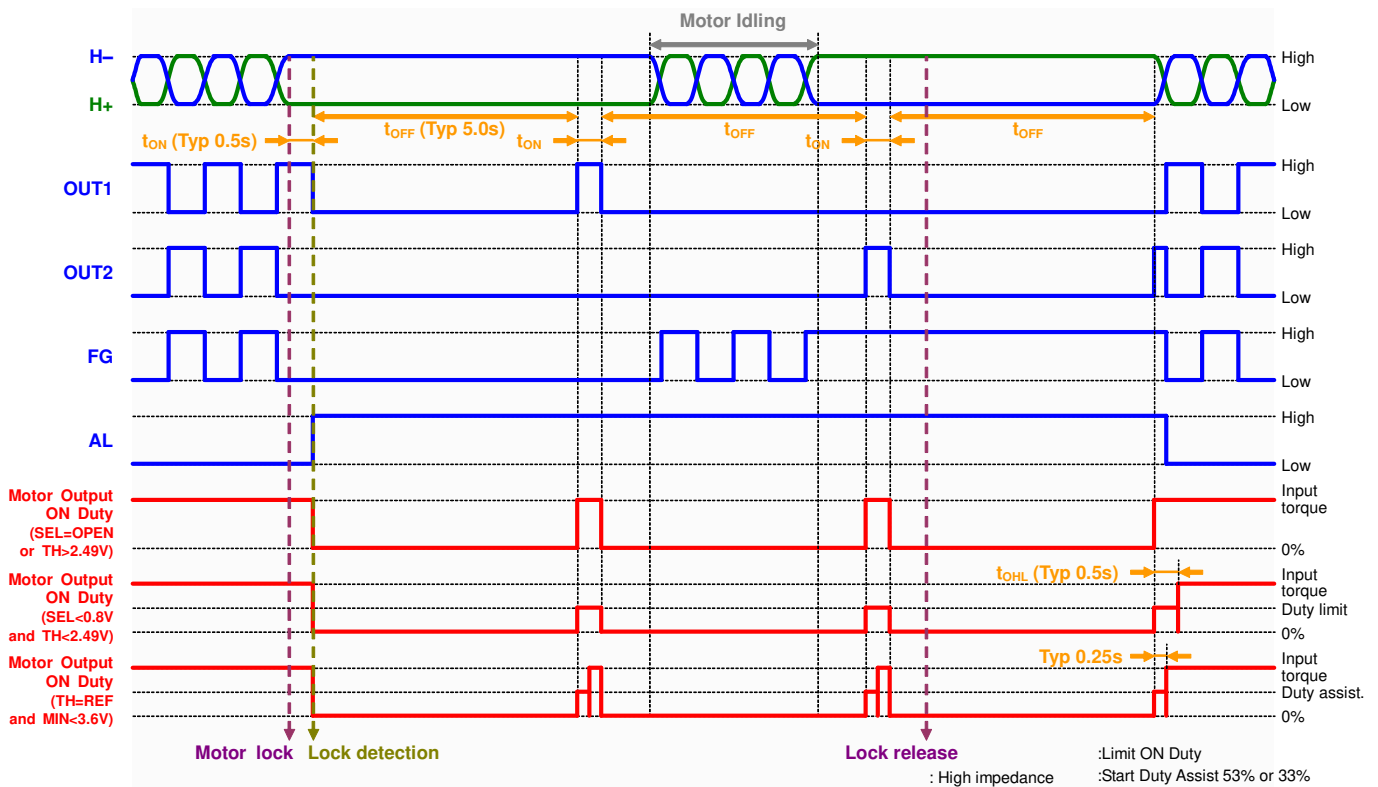 Motor Idling
H–
High
H+
Low
tON (Typ 0.5s)
tOFF (Typ 5.0s)
tON
tOFF
tON
tOFF
OUT1
High
Low
OUT2
High
Low
FG
High
Low
AL
High
Low
Motor Output
ON Duty
(SEL=OPEN
or TH>2.49V)
Input
torque
0%
Motor Output
ON Duty
(SEL<0.8V
and TH<2.49V)
tOHL (Typ 0.5s)
Input
torque
Duty limit
0%
Motor Output
ON Duty
(TH=REF
and MIN<3.6V)
Typ 0.25s
Input
torque
Duty assist.
0%
Motor lock
Lock detection
Lock release
:Limit ON Duty
: High impedance
:Start Duty Assist 53% or 33%